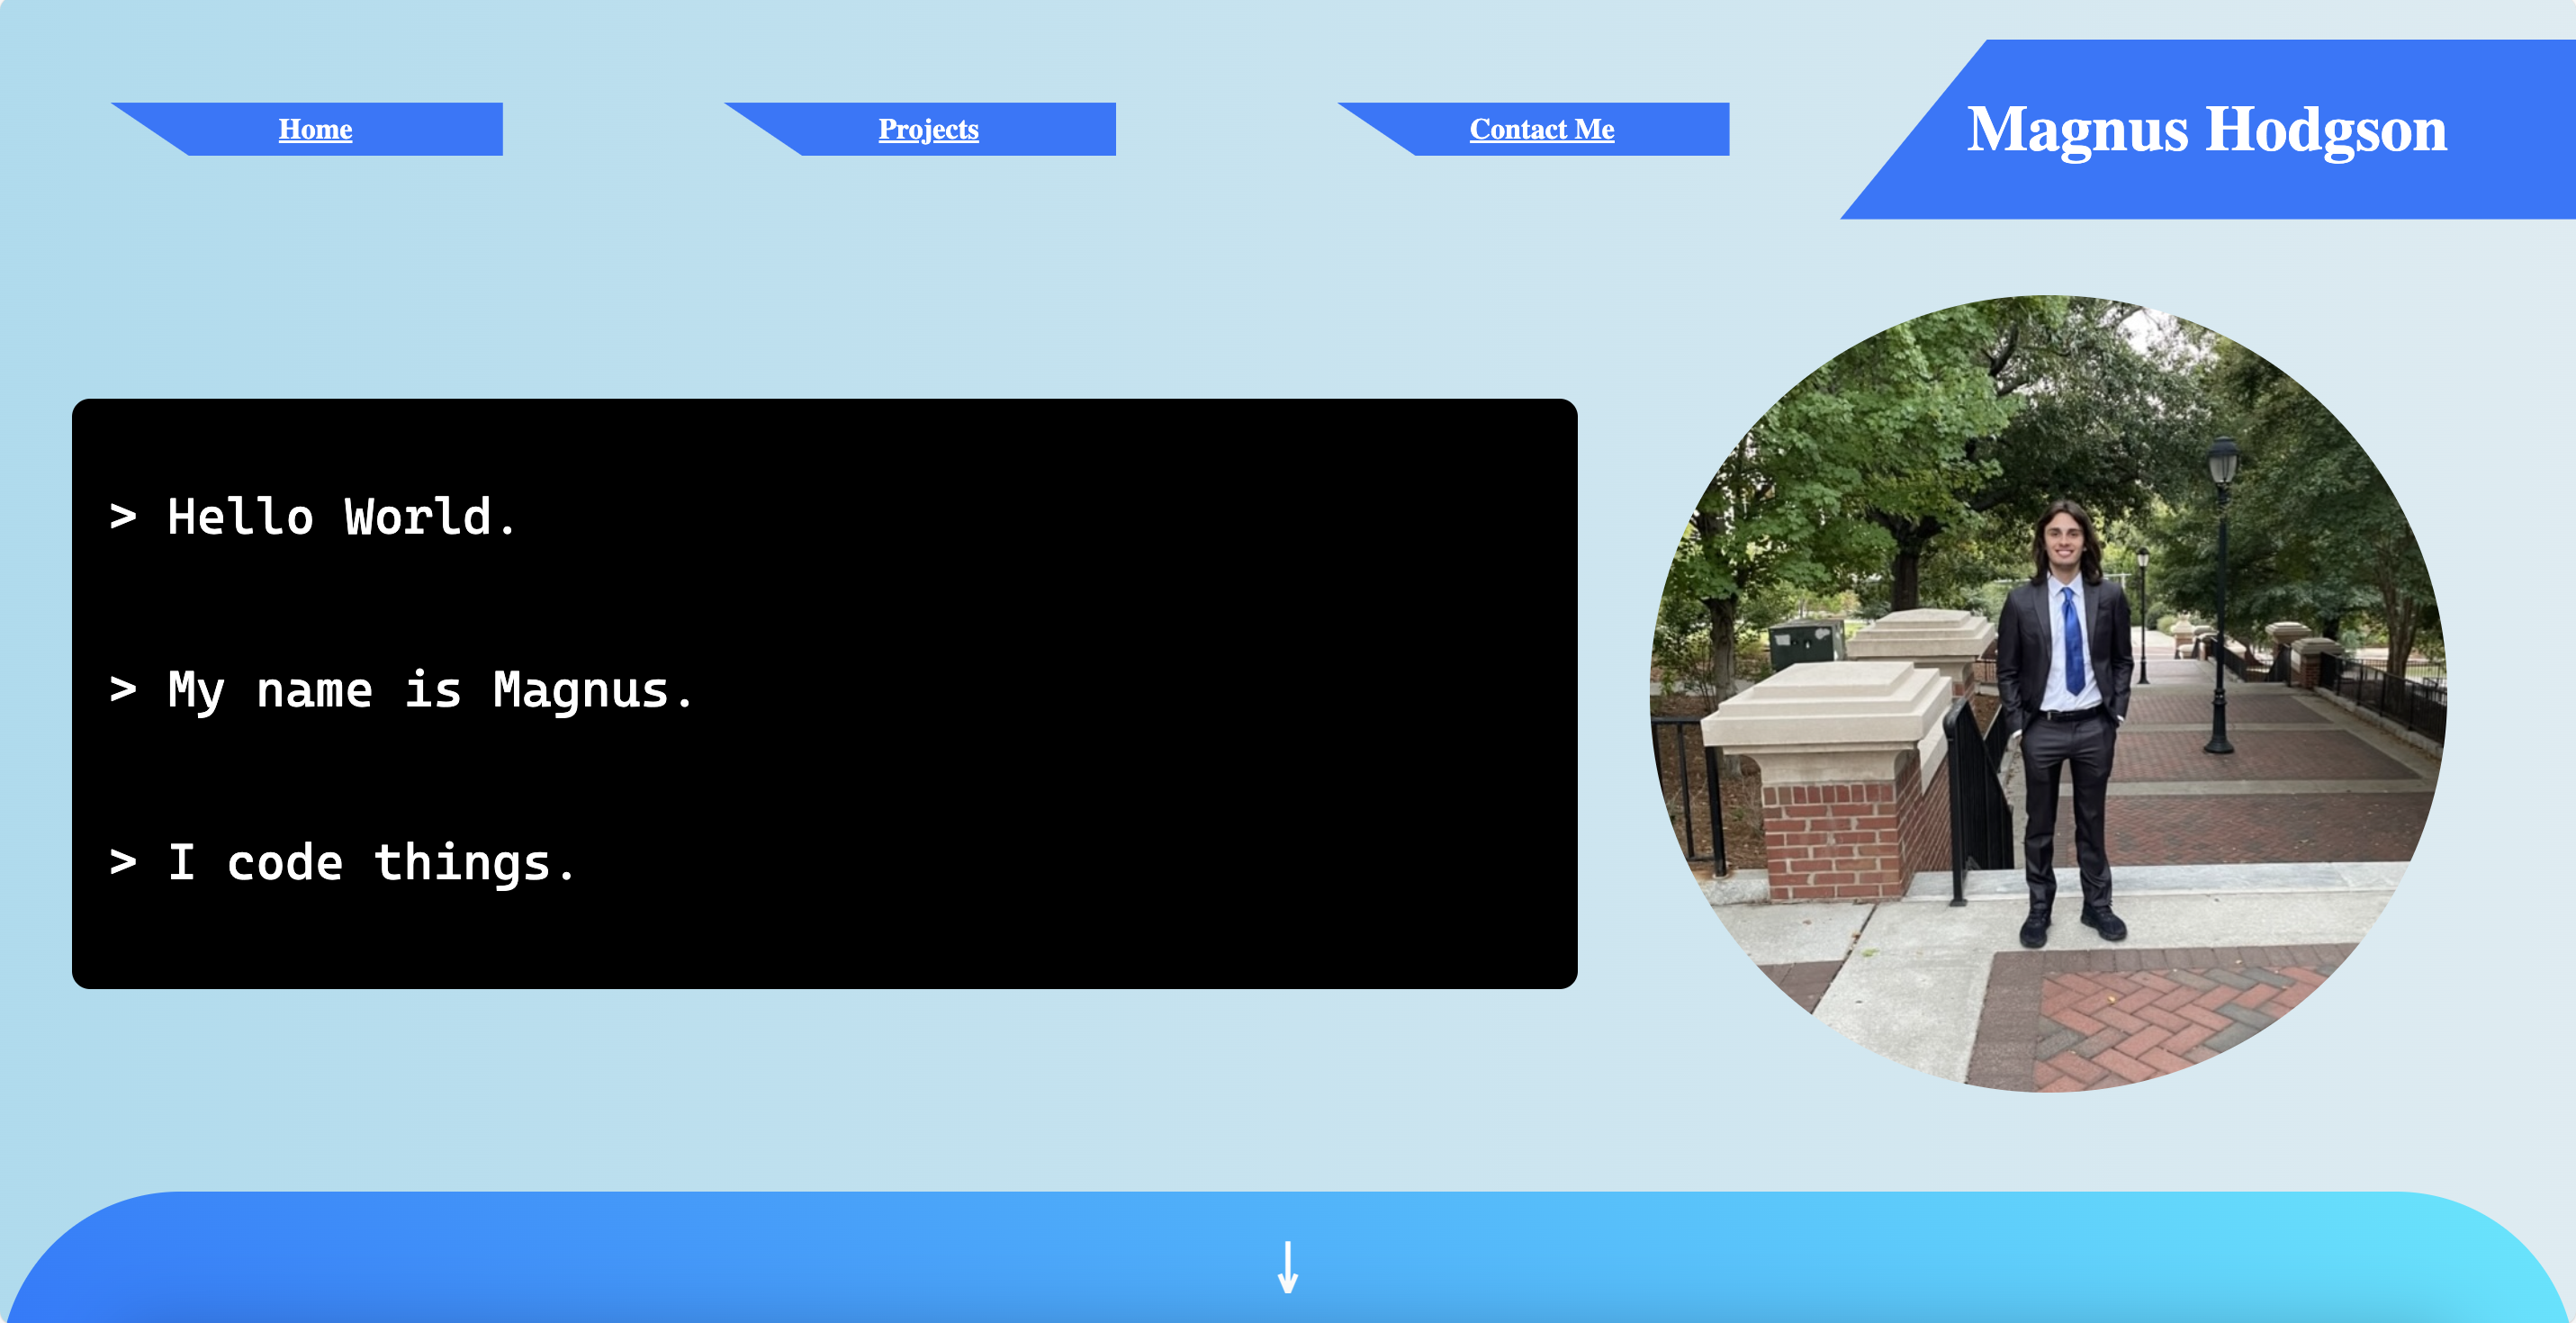 Home
Projects
Contact Me
Magnus Hodgson
> Hello World.
> My name is Magnus.
> I code things.
↓